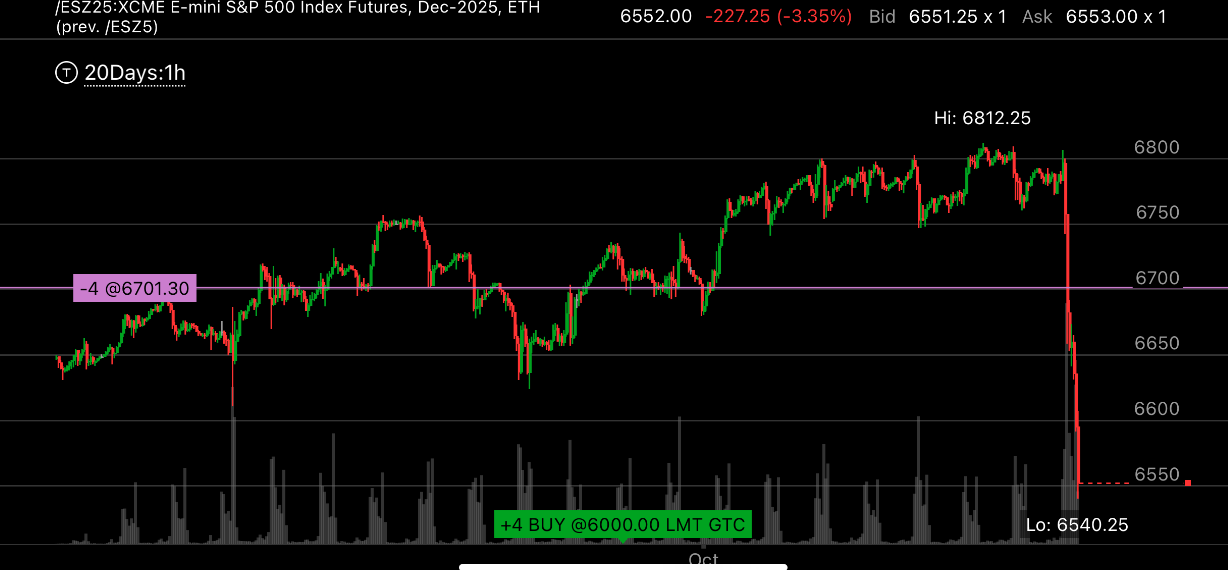 /ESZ25:XCME E-mini S&P 500 Index Futures, Dec-2025, ETH
(prev. /ESZ5)
6552.00 -227.25 (-3.35%) Bid 6551.25 x 1 Ask 6553.00 x 1
T 20Days:1h
Hi: 6812.25
6800
6750
6700
-4 @6701.30
6650
6600
6550
+4 BUY @6000.00 LMT GTC
Lo: 6540.25
Oct